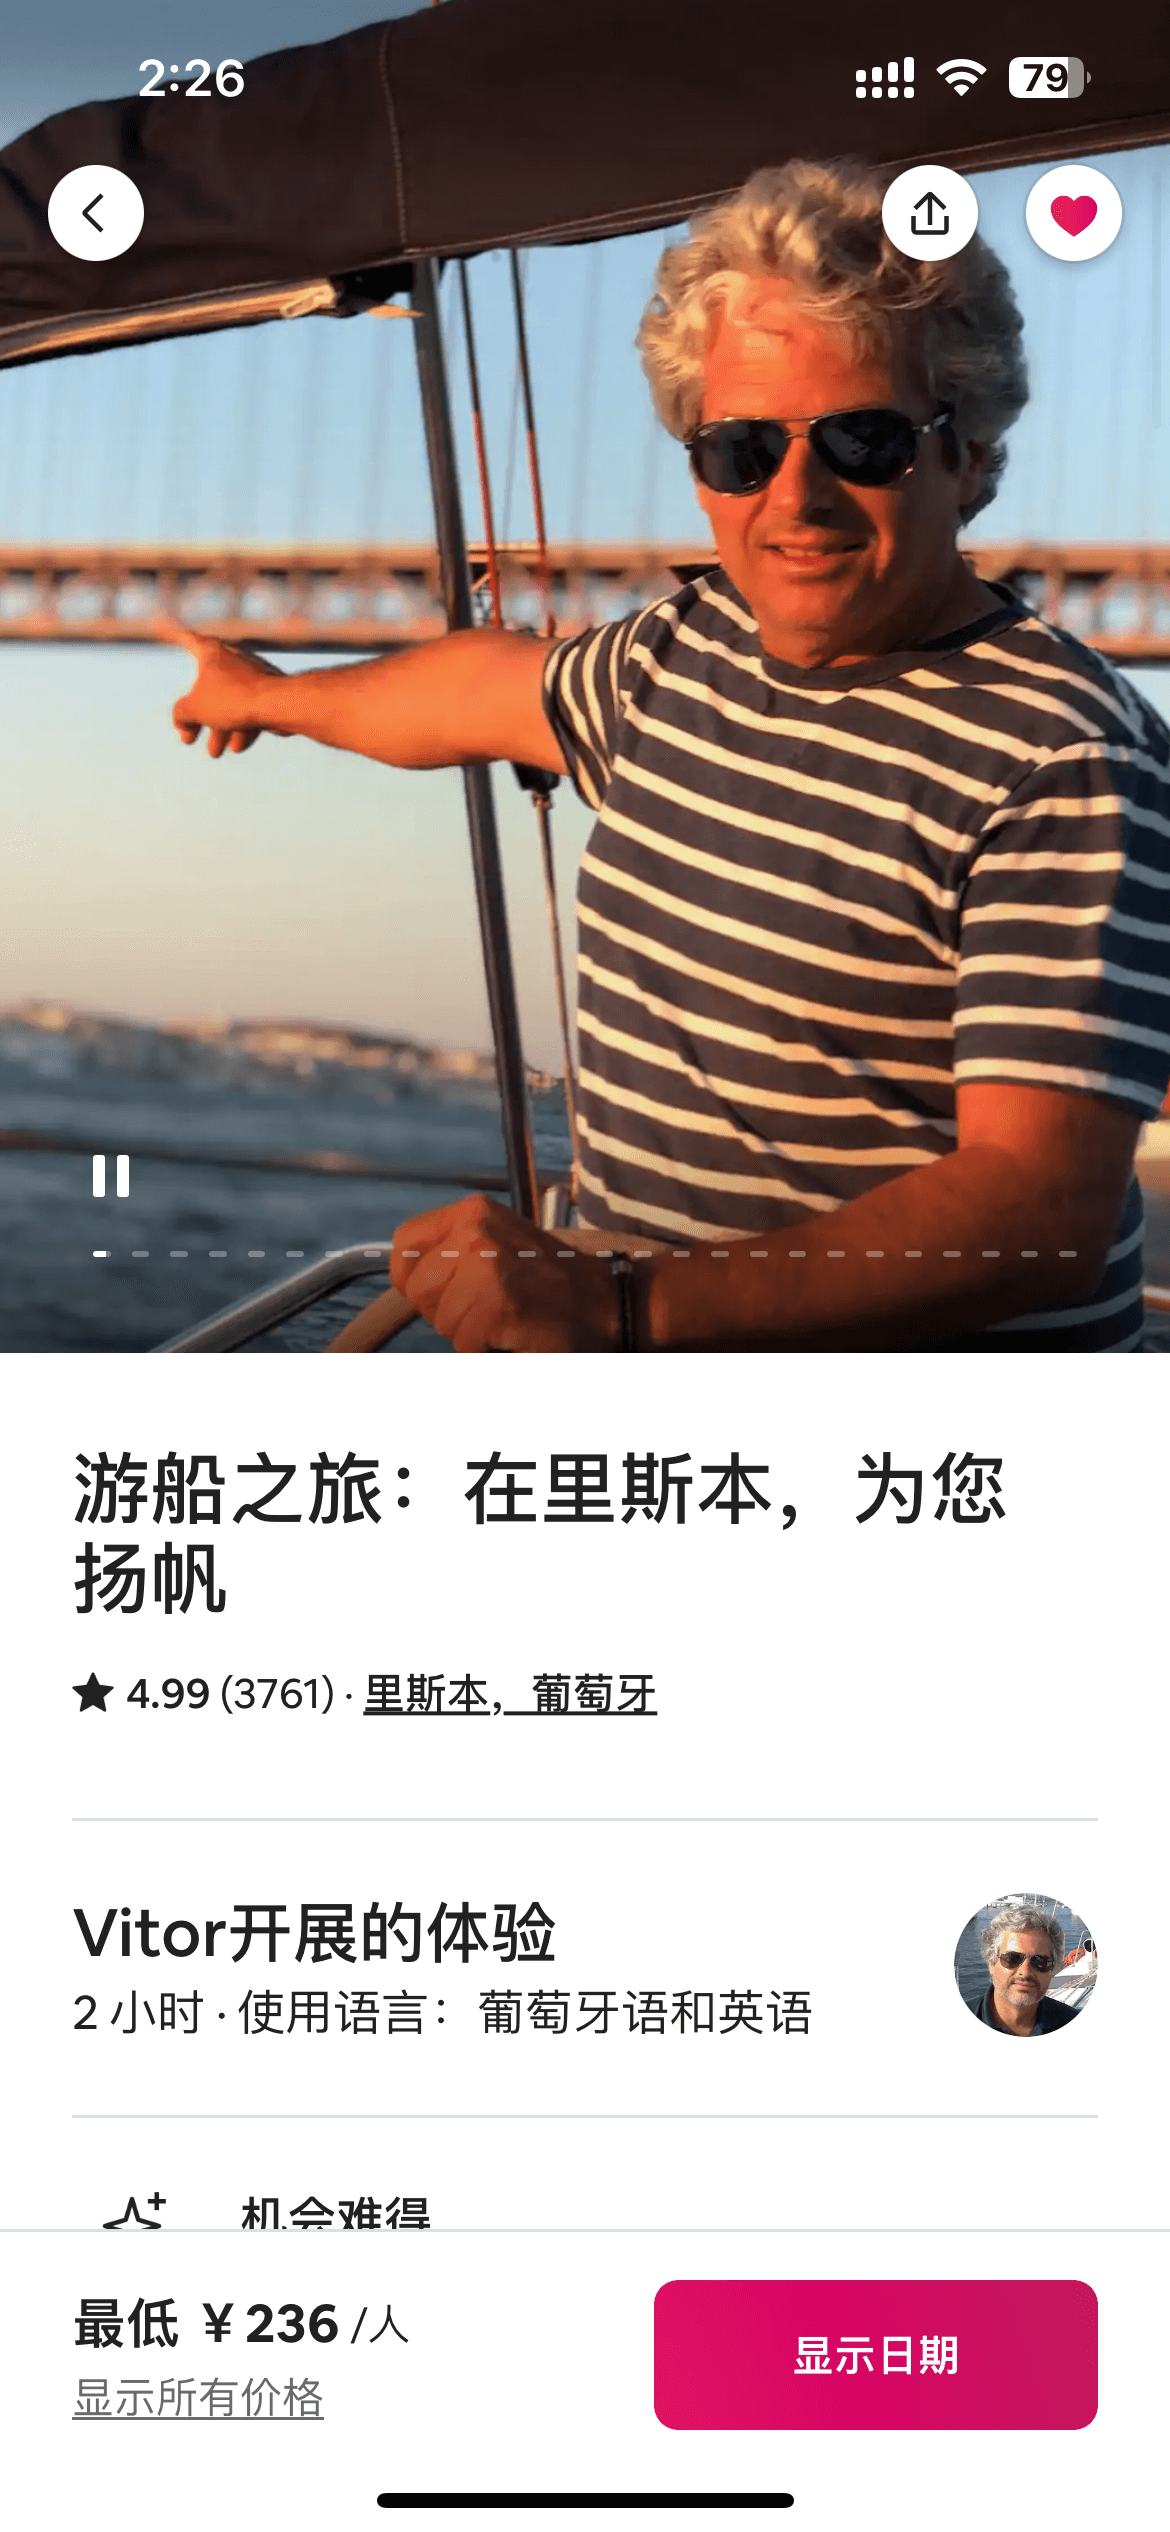 2:26
79
游船之旅：在里斯本，为您
扬帆
4.99 (3761) · 里斯本，葡萄牙
Vitor开展的体验
2 小时 · 使用语言：葡萄牙语和英语
机会难得
最低 ￥236 /人
显示所有价格
显示日期